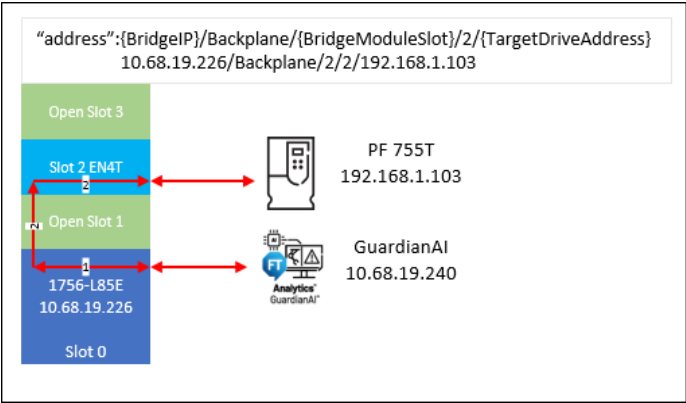 "address":{BridgeIP}/Backplane/{BridgeModuleSlot}/2/{TargetDriveAddress}
10.68.19.226/Backplane/2/2/192.168.1.103
Open Slot 3
Slot 2 EN4T
2
2
Open Slot 1
1
1756-L85E
10.68.19.226
Slot 0
PF 755T
192.168.1.103
AI
FT
Analytics
GuardianAI™
GuardianAI
10.68.19.240